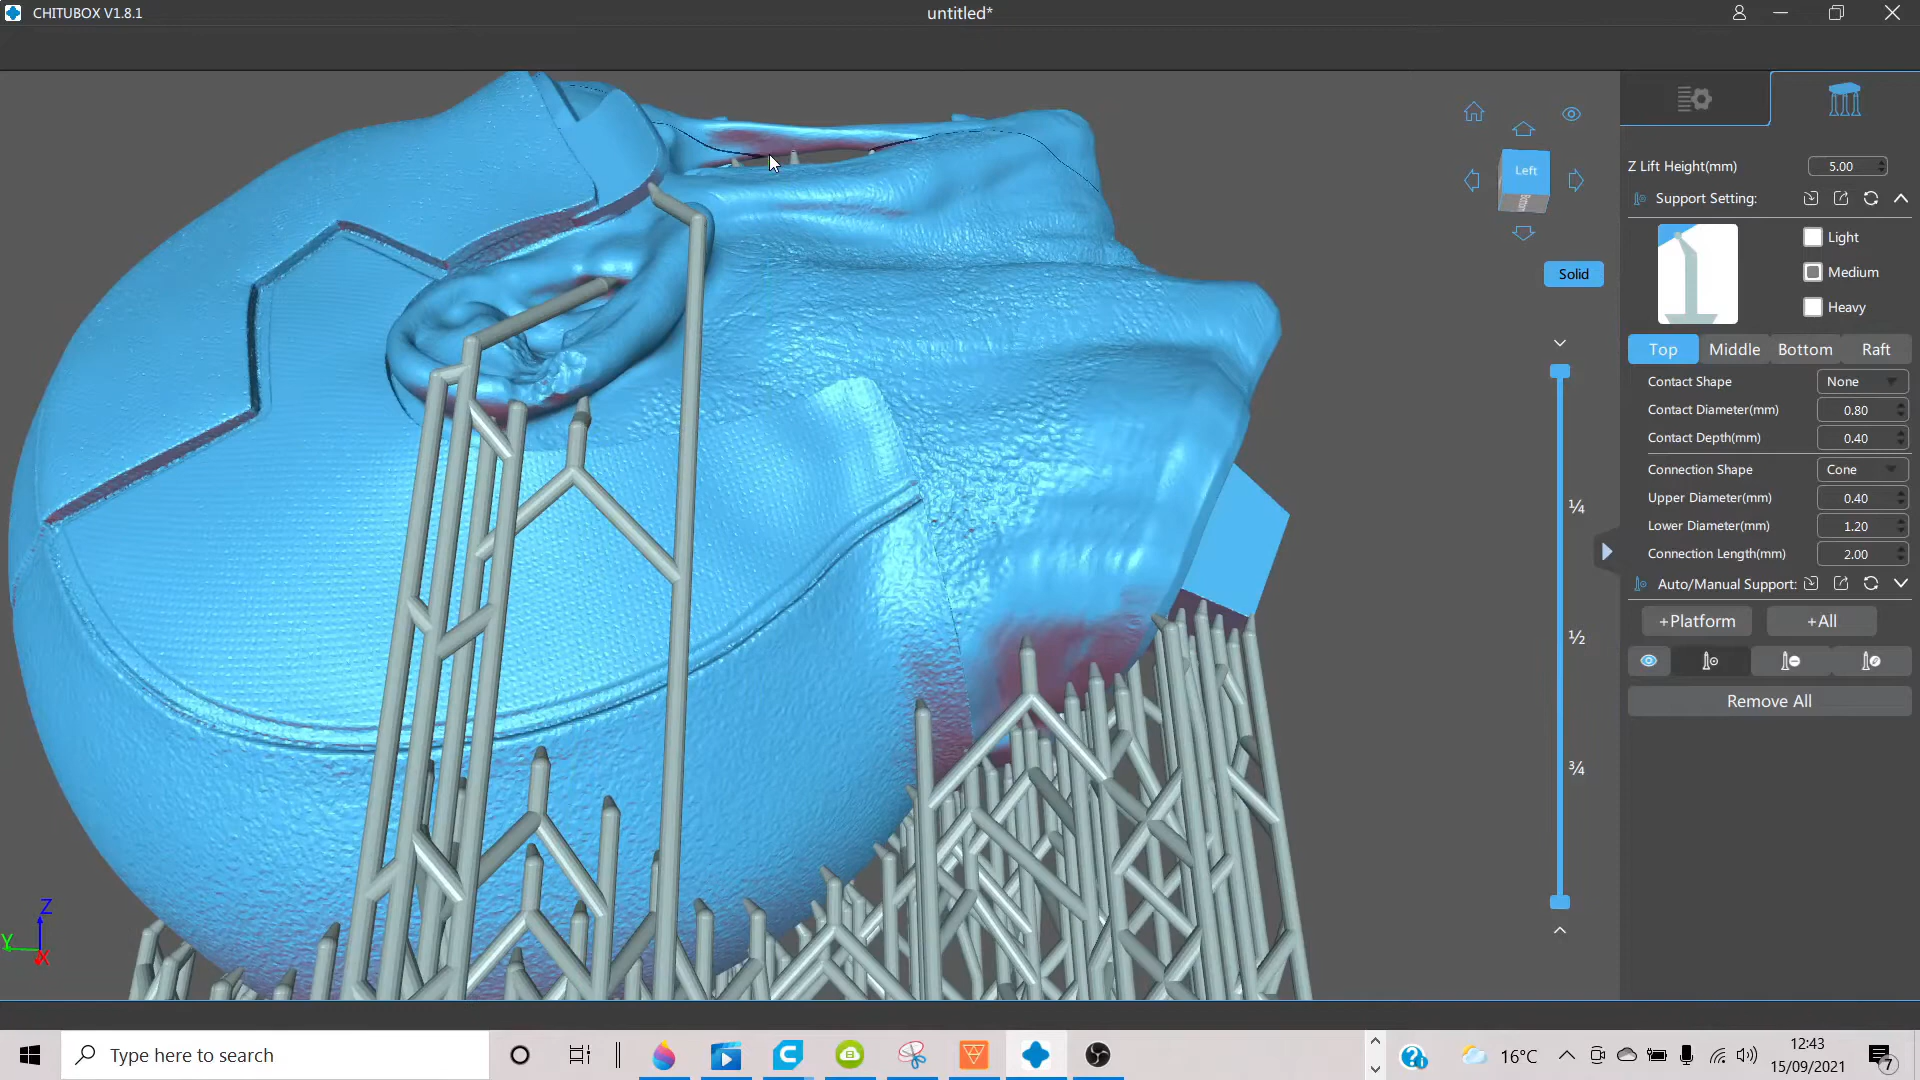 CHITUBOX V1.8.1
untitled*
Left
Bottom
Solid
¼
½
¾
Z Lift Height(mm) 5.00
Support Setting:
Light
Medium
Heavy
Top Middle Bottom Raft
Contact Shape None
Contact Diameter(mm) 0.80
Contact Depth(mm) 0.40
Connection Shape Cone
Upper Diameter(mm) 0.40
Lower Diameter(mm) 1.20
Connection Length(mm) 2.00
Auto/Manual Support:
+Platform +All
Remove All
Z
Y
X
Type here to search
16°C
12:43
15/09/2021
7